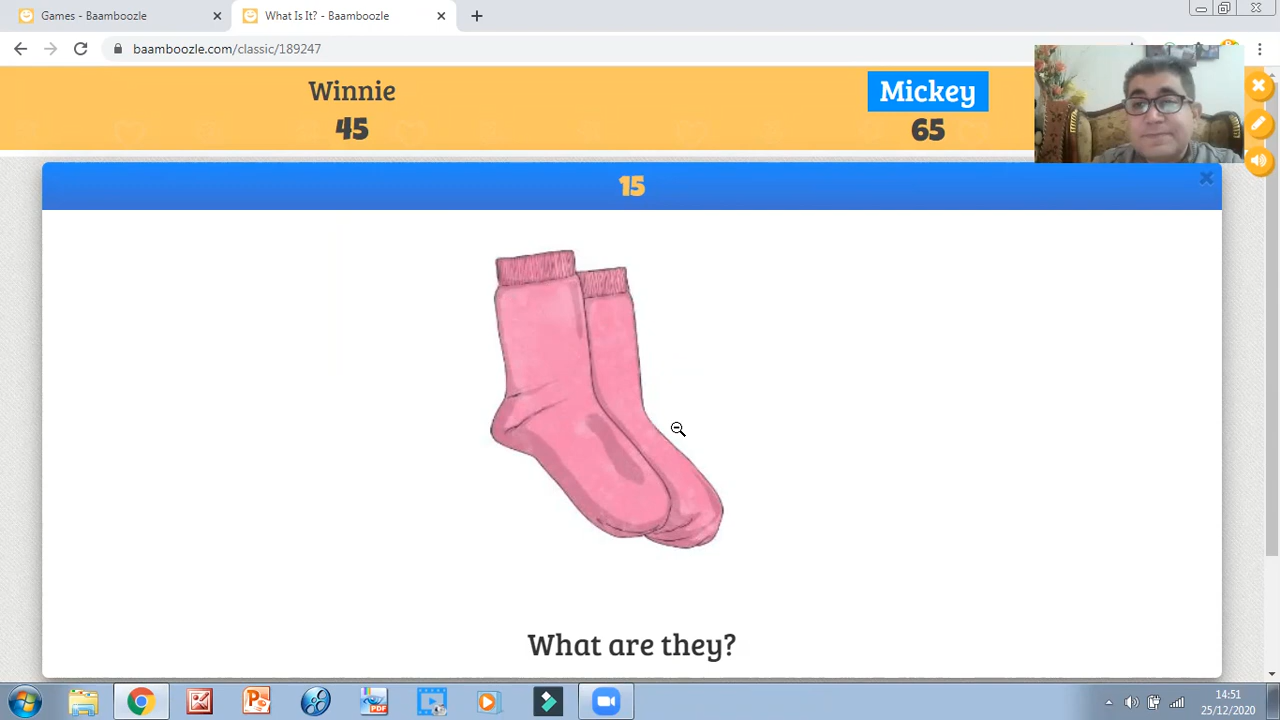 Games - Baamboozle
What Is It? - Baamboozle
baamboozle.com/classic/189247
Winnie
45
Mickey
65
15
What are they?
PDF
14:51
25/12/2020